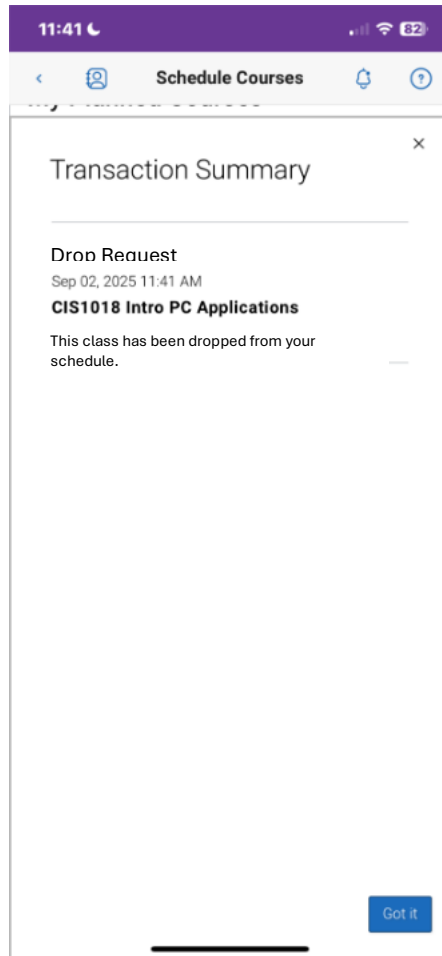 11:41
82
Schedule Courses
Transaction Summary
Drop Request
Sep 02, 2025 11:41 AM
CIS1018 Intro PC Applications
This class has been dropped from your
schedule.
Got it